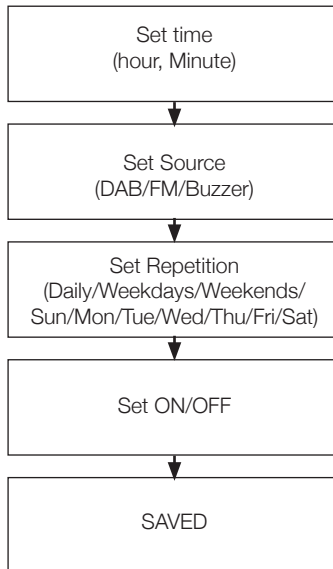 Set time
(hour, Minute)
Set Source
(DAB/FM/Buzzer)
Set Repetition
(Daily/Weekdays/Weekends/
Sun/Mon/Tue/Wed/Thu/Fri/Sat)
Set ON/OFF
SAVED